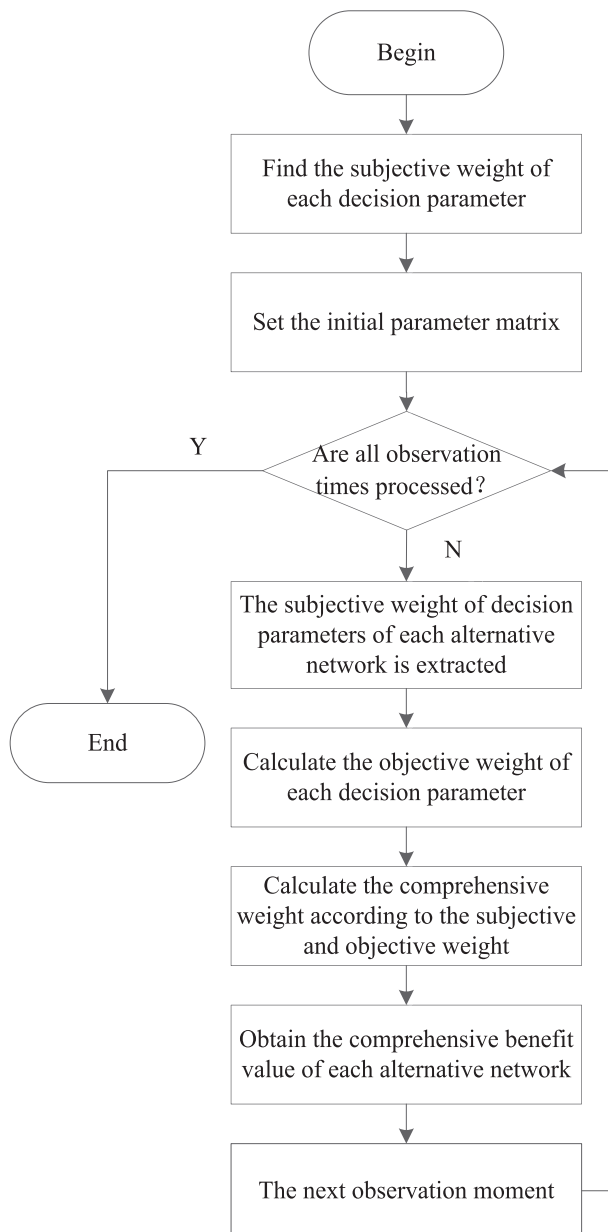 Begin
Find the subjective weight of
each decision parameter
Set the initial parameter matrix
Y
Are all observation
times processed?
N
The subjective weight of decision
parameters of each alternative
network is extracted
End
Calculate the objective weight of
each decision parameter
Calculate the comprehensive
weight according to the subjective
and objective weight
Obtain the comprehensive benefit
value of each alternative network
The next observation moment